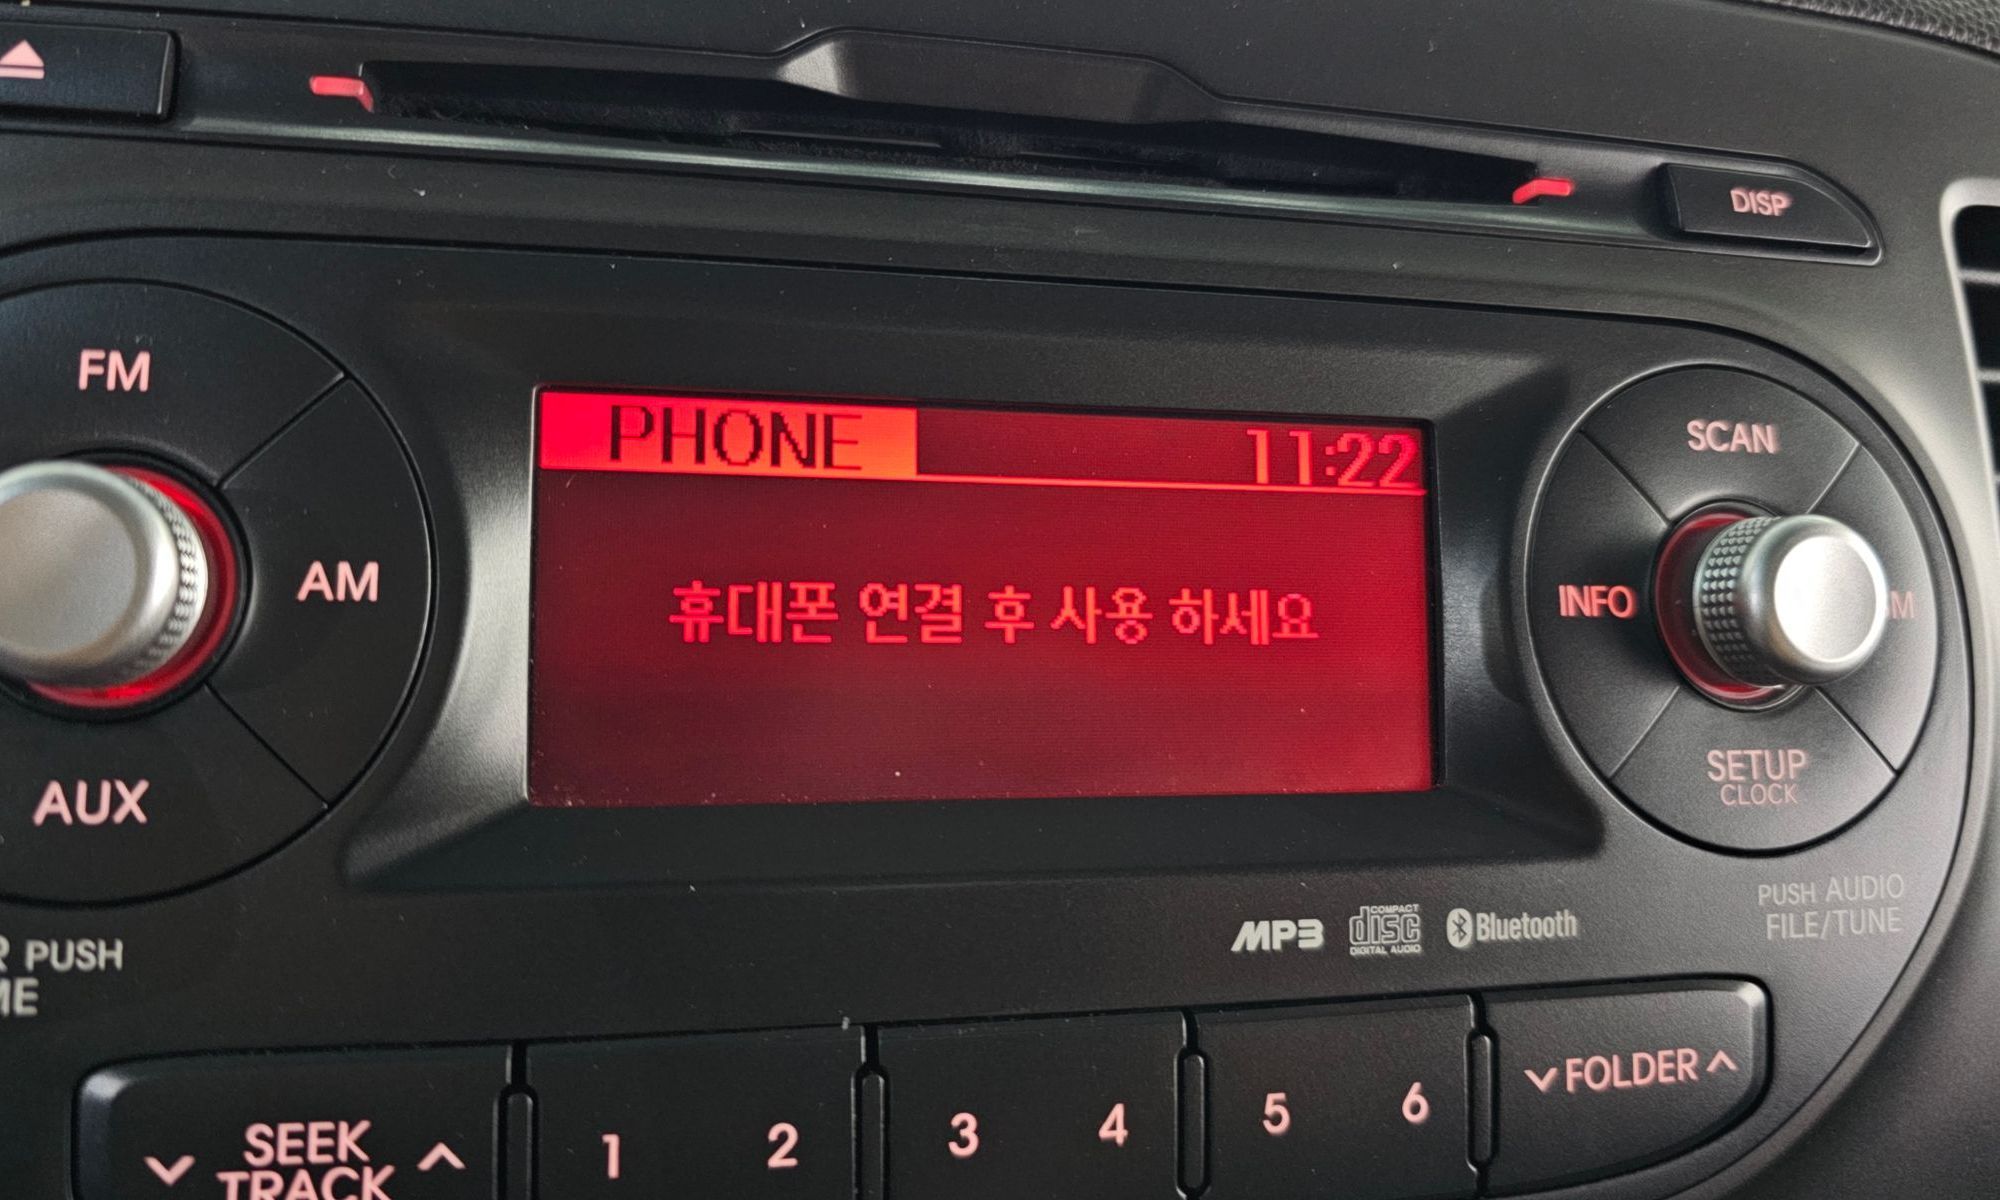 DISP
FM
SCAN
PHONE 11:22
AM
휴대폰 연결 후 사용 하세요
INFO
AUX
SETUP
CLOCK
PUSH AUDIO
FILE/TUNE
MP3 COMPACT disc DIGITAL AUDIO Bluetooth
PUSH
SEEK
TRACK
1 2 3 4 5 6
FOLDER